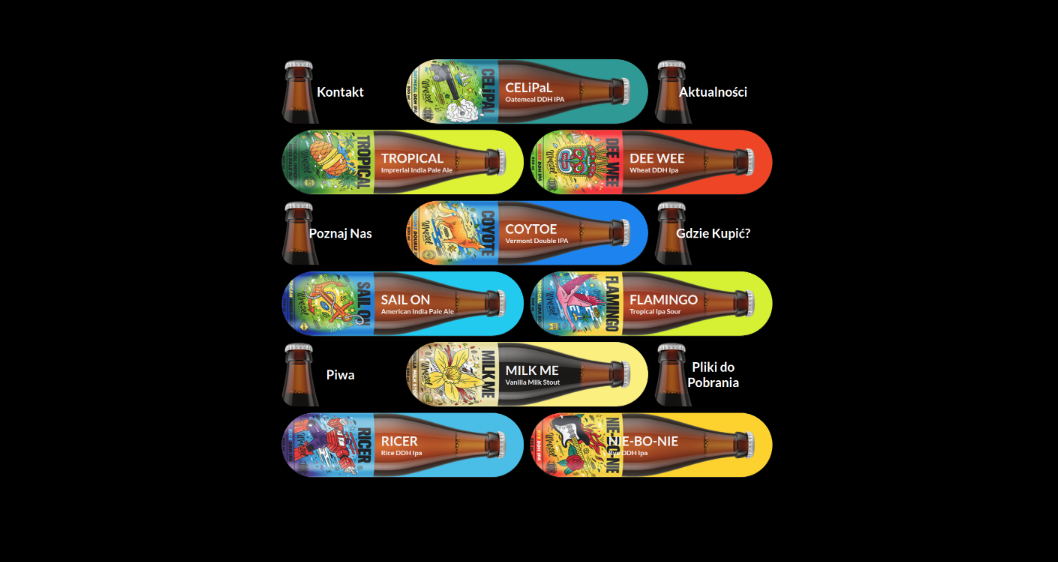 Kontakt
CELiPaL
CELiPAL
Oatemeal DDH IPA
Aktualności
TROPICAL
TROPICAL
Imprerial India Pale Ale
DEE WEE
DEE WEE
Wheat DDH Ipa
Poznaj Nas
COYOTE
COYTOE
Vermont Double IPA
Gdzie Kupić?
SAIL ON
SAIL ON
American India Pale Ale
FLAMINGO
FLAMINGO
Tropical Ipa Sour
Piwa
MILK ME
MILK ME
Vanilla Milk Stout
Pliki do
Pobrania
RICER
RICER
Rice DDH Ipa
NIE-BO-NIE
NIE-BO-NIE
DDH Ipa